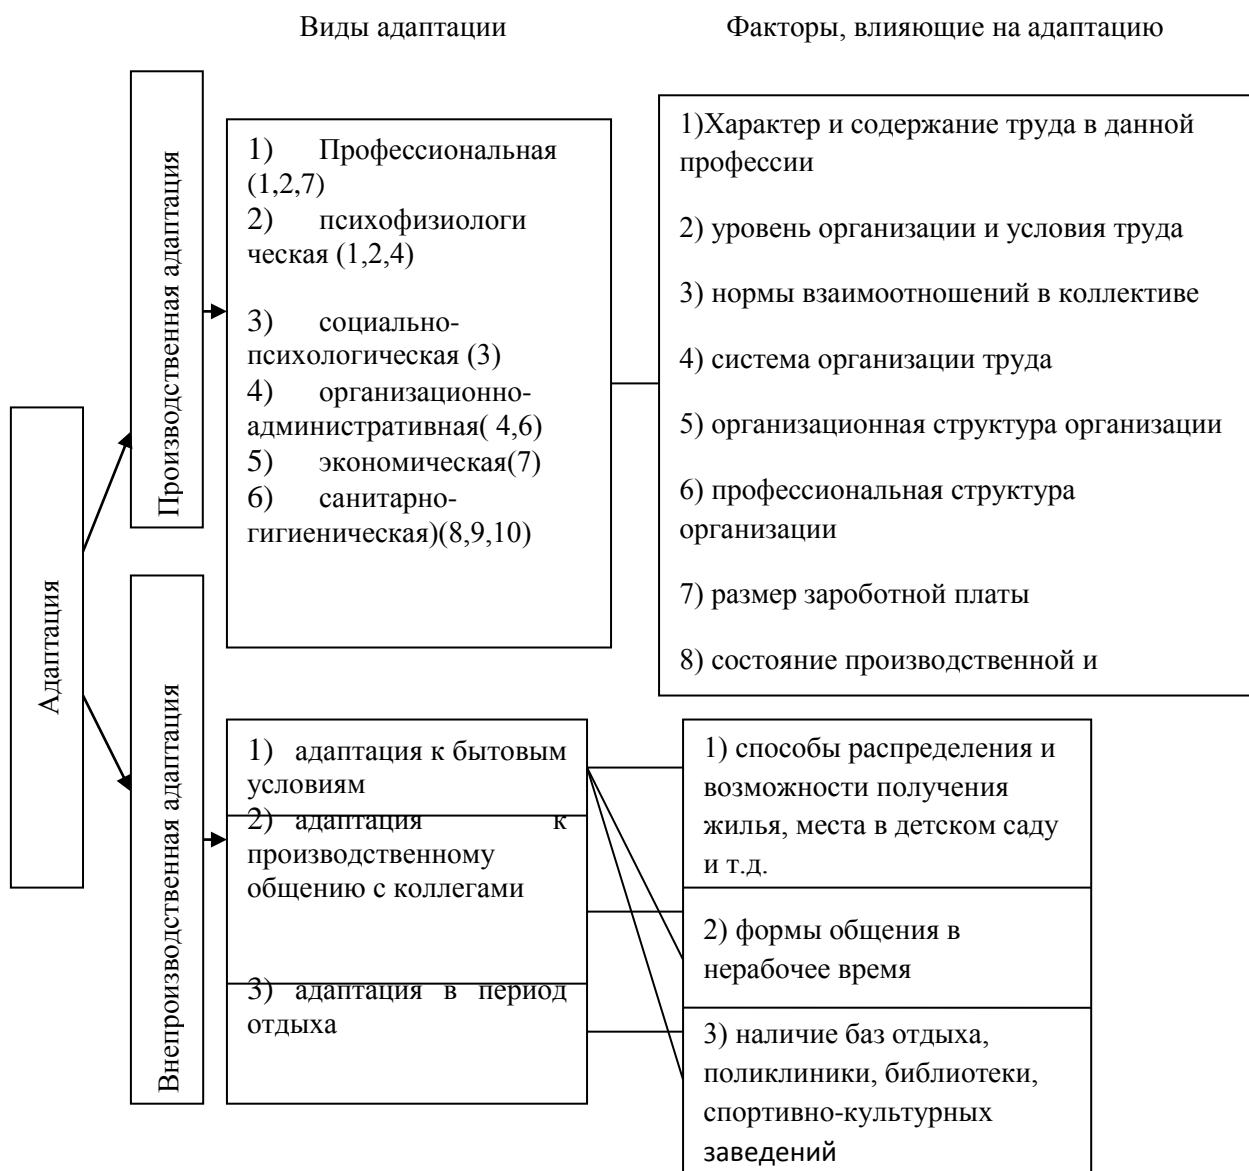 Виды адаптации
Факторы, влияющие на адаптацию
Адаптация
Производственная адаптация
1) Профессиональная
(1,2,7)
2) психофизиологи
ческая (1,2,4)
3) социально-
психологическая (3)
4) организационно-
административная( 4,6)
5) экономическая(7)
6) санитарно-
гигиеническая)(8,9,10)
1)Характер и содержание труда в данной
профессии
2) уровень организации и условия труда
3) нормы взаимоотношений в коллективе
4) система организации труда
5) организационная структура организации
6) профессиональная структура
организации
7) размер зароботной платы
8) состояние производственной и
Внепроизводственная адаптация
1) адаптация к бытовым
условиям
2) адаптация к
производственному
общению с коллегами
3) адаптация в период
отдыха
1) способы распределения и
возможности получения
жилья, места в детском саду
и т.д.
2) формы общения в
нерабочее время
3) наличие баз отдыха,
поликлиники, библиотеки,
спортивно-культурных
заведений